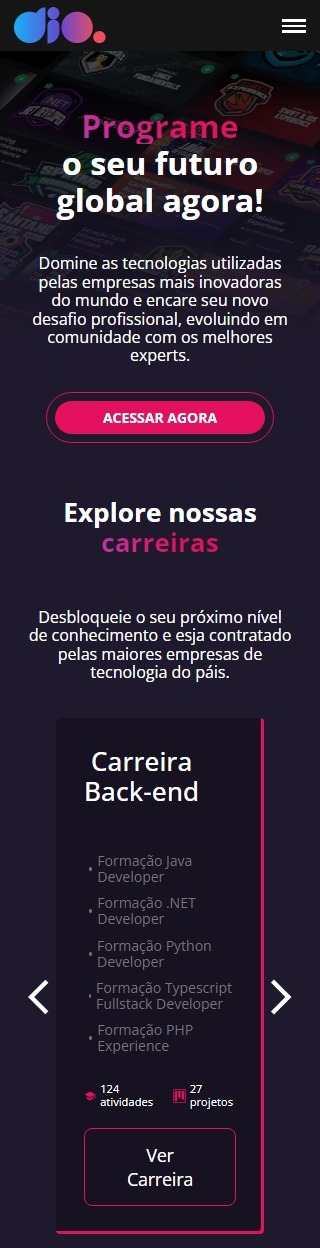 dio.
Programe
o seu futuro
global agora!
Domine as tecnologias utilizadas
pelas empresas mais inovadoras
do mundo e encare seu novo
desafio profissional, evoluindo em
comunidade com os melhores
experts.
ACESSAR AGORA
Explore nossas
carreiras
Desbloqueie o seu próximo nível
de conhecimento e esja contratado
pelas maiores empresas de
tecnologia do páis.
Carreira
Back-end
• Formação Java
Developer
• Formação .NET
Developer
• Formação Python
Developer
• Formação Typescript
Fullstack Developer
• Formação PHP
Experience
124
atividades
27
projetos
Ver
Carreira